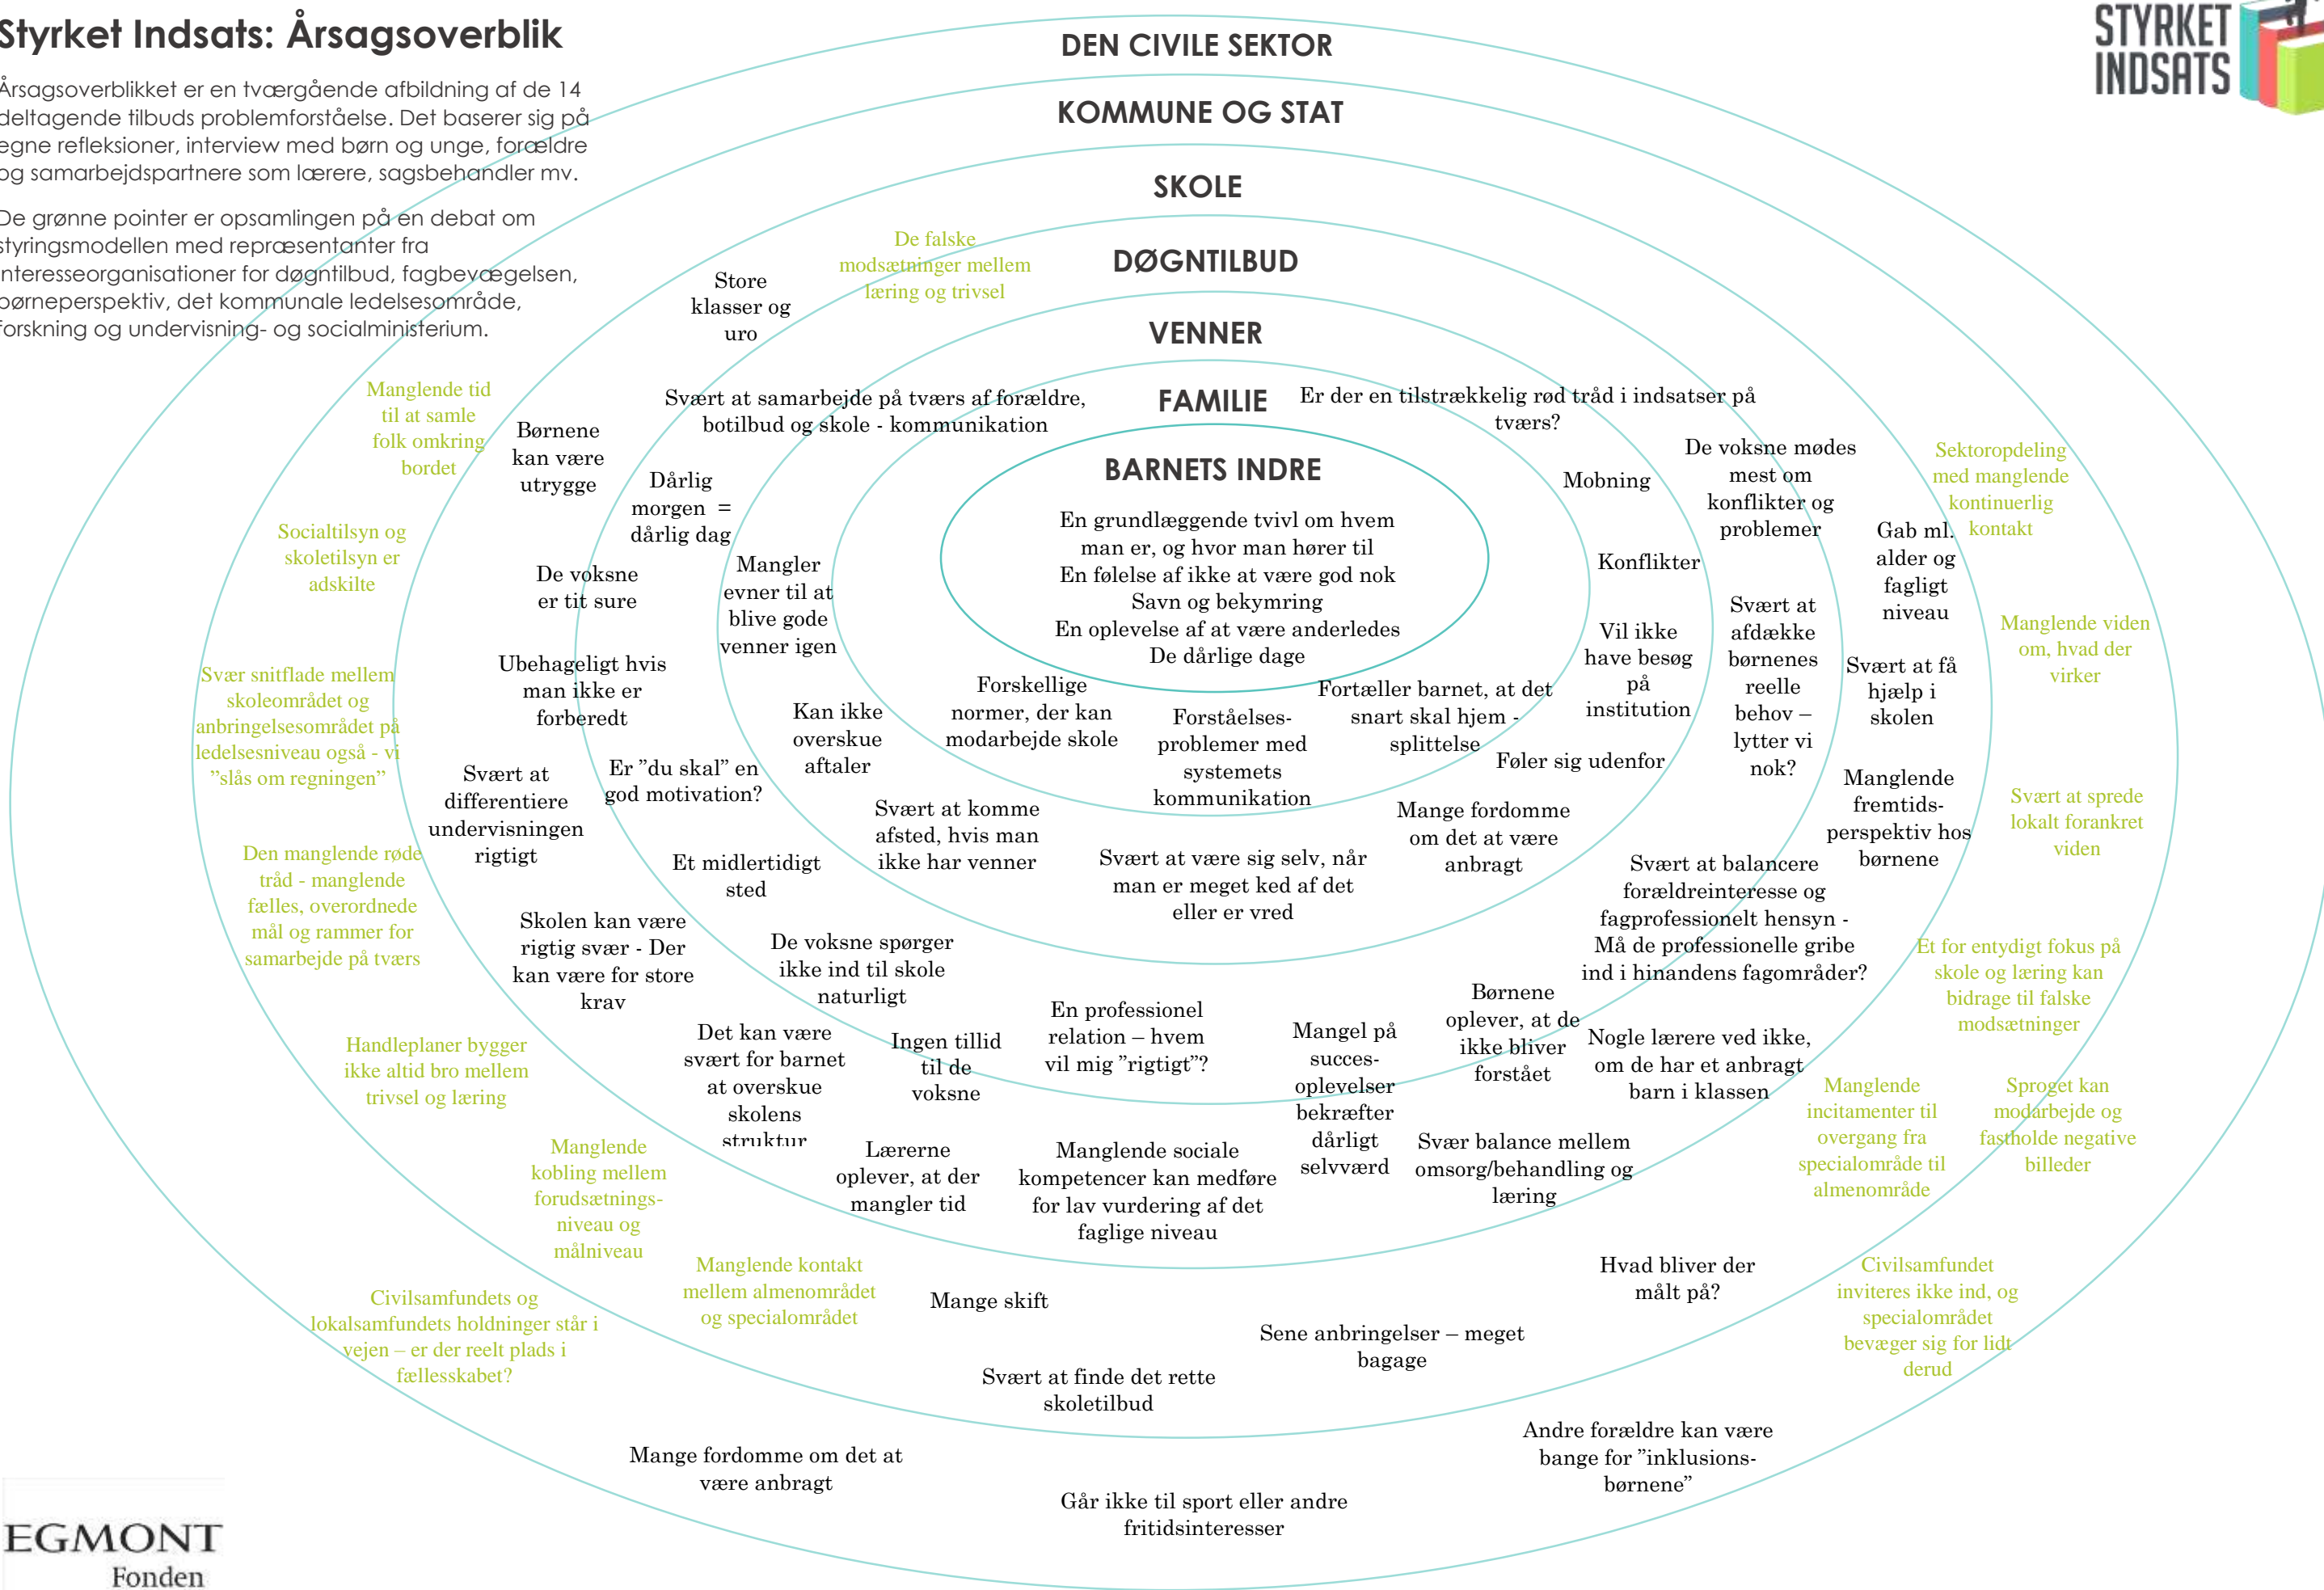 Styrket Indsats: Årsagsoverblik
Årsagsoverblikket er en tværgående afbildning af de 14
deltagende tilbuds problemforståelse. Det baserer sig på
egne refleksioner, interview med børn og unge, forældre
og samarbejdspartnere som lærere, sagsbehandler mv.
De grønne pointer er opsamlingen på en debat om
styringsmodellen med repræsentanter fra
interesseorganisationer for døgntilbud, fagbevægelsen,
børneperspektiv, det kommunale ledelsesområde,
forskning og undervisning- og socialministerium.
STYRKET
INDSATS
DEN CIVILE SEKTOR
KOMMUNE OG STAT
SKOLE
DØGNTILBUD
VENNER
FAMILIE
BARNETS INDRE
En grundlæggende tvivl om hvem
man er, og hvor man hører til
En følelse af ikke at være god nok
Savn og bekymring
En oplevelse af at være anderledes
De dårlige dage
De falske
modsætninger mellem
læring og trivsel
Store
klasser og
uro
Svært at samarbejde på tværs af forældre,
botilbud og skole - kommunikation
Er der en tilstrækkelig rød tråd i indsatser på
tværs?
Manglende tid
til at samle
folk omkring
bordet
Børnene
kan være
utrygge
Dårlig
morgen =
dårlig dag
Mobning
De voksne mødes
mest om
konflikter og
problemer
Sektoropdeling
med manglende
kontinuerlig
kontakt
Gab ml.
alder og
fagligt
niveau
Socialtilsyn og
skoletilsyn er
adskilte
De voksne
er tit sure
Mangler
evner til at
blive gode
venner igen
Konflikter
Svært at
afdække
børnenes
reelle
behov –
lytter vi
nok?
Vil ikke
have besøg
på
institution
Manglende viden
om, hvad der
virker
Svær snitflade mellem
skoleområdet og
anbringelsesområdet på
ledelsesniveau også - vi
”slås om regningen”
Ubehageligt hvis
man ikke er
forberedt
Kan ikke
overskue
aftaler
Forskellige
normer, der kan
modarbejde skole
Forståelses-
problemer med
systemets
kommunikation
Fortæller barnet, at det
snart skal hjem -
splittelse
Føler sig udenfor
Svært at få
hjælp i
skolen
Svært at
differentiere
undervisningen
rigtigt
Er ”du skal” en
god motivation?
Svært at komme
afsted, hvis man
ikke har venner
Mange fordomme
om det at være
anbragt
Manglende
fremtids-
perspektiv hos
børnene
Svært at sprede
lokalt forankret
viden
Den manglende røde
tråd - manglende
fælles, overordnede
mål og rammer for
samarbejde på tværs
Et midlertidigt
sted
Svært at være sig selv, når
man er meget ked af det
eller er vred
Svært at balancere
forældreinteresse og
fagprofessionelt hensyn -
Må de professionelle gribe
ind i hinandens fagområder?
Skolen kan være
rigtig svær - Der
kan være for store
krav
De voksne spørger
ikke ind til skole
naturligt
Et for entydigt fokus på
skole og læring kan
bidrage til falske
modsætninger
Handleplaner bygger
ikke altid bro mellem
trivsel og læring
Det kan være
svært for barnet
at overskue
skolens
struktur
Ingen tillid
til de
voksne
En professionel
relation – hvem
vil mig ”rigtigt”?
Mangel på
succes-
oplevelser
bekræfter
dårligt
selvværd
Børnene
oplever, at de
ikke bliver
forstået
Nogle lærere ved ikke,
om de har et anbragt
barn i klassen
Manglende
incitamenter til
overgang fra
specialområde til
almenområde
Sproget kan
modarbejde og
fastholde negative
billeder
Manglende
kobling mellem
forudsætnings-
niveau og
målniveau
Lærerne
oplever, at der
mangler tid
Manglende sociale
kompetencer kan medføre
for lav vurdering af det
faglige niveau
Svær balance mellem
omsorg/behandling og
læring
Manglende kontakt
mellem almenområdet
og specialområdet
Mange skift
Hvad bliver der
målt på?
Civilsamfundet
inviteres ikke ind, og
specialområdet
bevæger sig for lidt
derud
Civilsamfundets og
lokalsamfundets holdninger står i
vejen – er der reelt plads i
fællesskabet?
Sene anbringelser – meget
bagage
Svært at finde det rette
skoletilbud
Mange fordomme om det at
være anbragt
Andre forældre kan være
bange for ”inklusions-
børnene”
Går ikke til sport eller andre
fritidsinteresser
EGMONT
Fonden